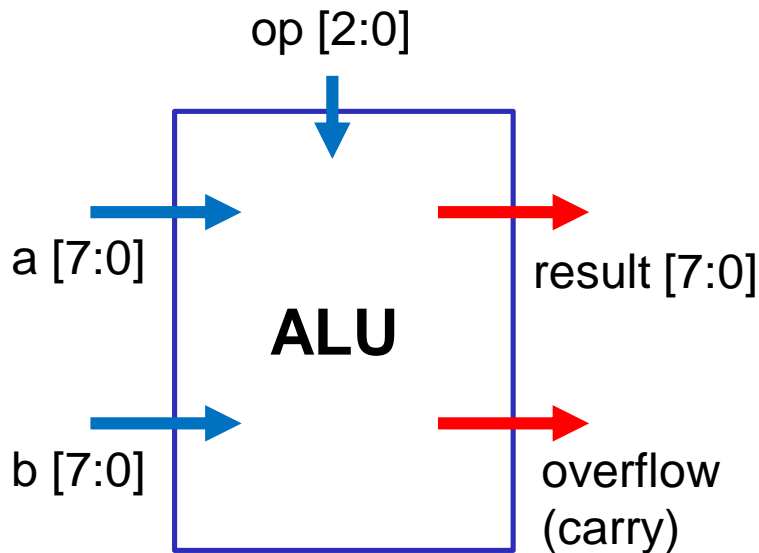 op [2:0]
a [7:0]
result [7:0]
ALU
b [7:0]
overflow
(carry)